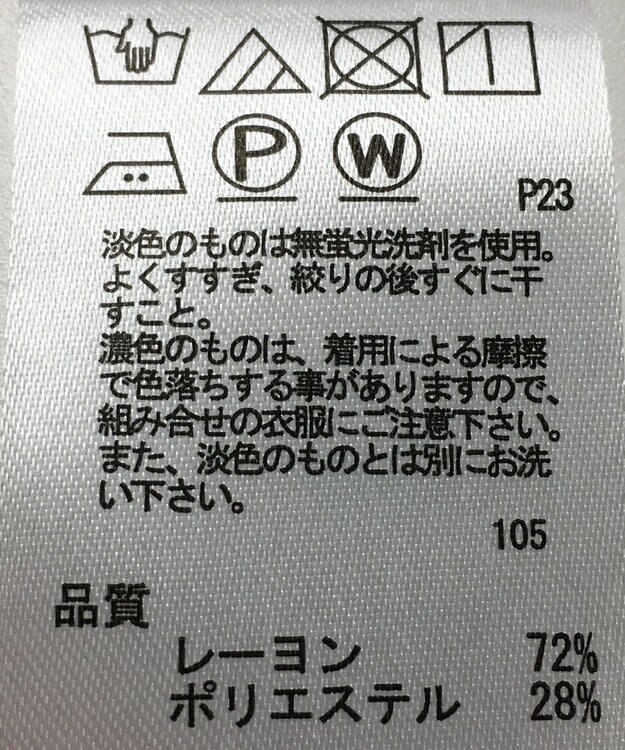 P W
P23
淡色のものは無蛍光洗剤を使用。
よくすすぎ、絞りの後すぐに干
すこと。
濃色のものは、着用による摩擦
で色落ちする事がありますので、
組み合せの衣服にご注意下さい。
また、淡色のものとは別にお洗
い下さい。
105
品質
レーヨン 72%
ポリエステル 28%